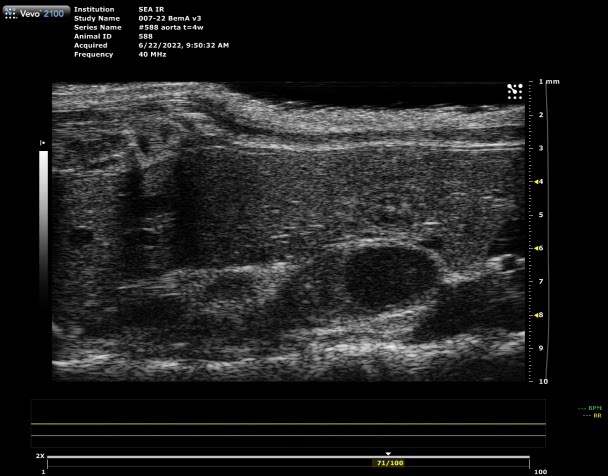 Vevo 2100
Institution SEA IR
Study Name 007-22 BemA v3
Series Name #588 aorta t=4w
Animal ID 588
Acquired 6/22/2022, 9:50:32 AM
Frequency 40 MHz
1 mm
2
3
4
5
6
7
8
9
10
--- BPM
--- RR
2X
71/100
1
100